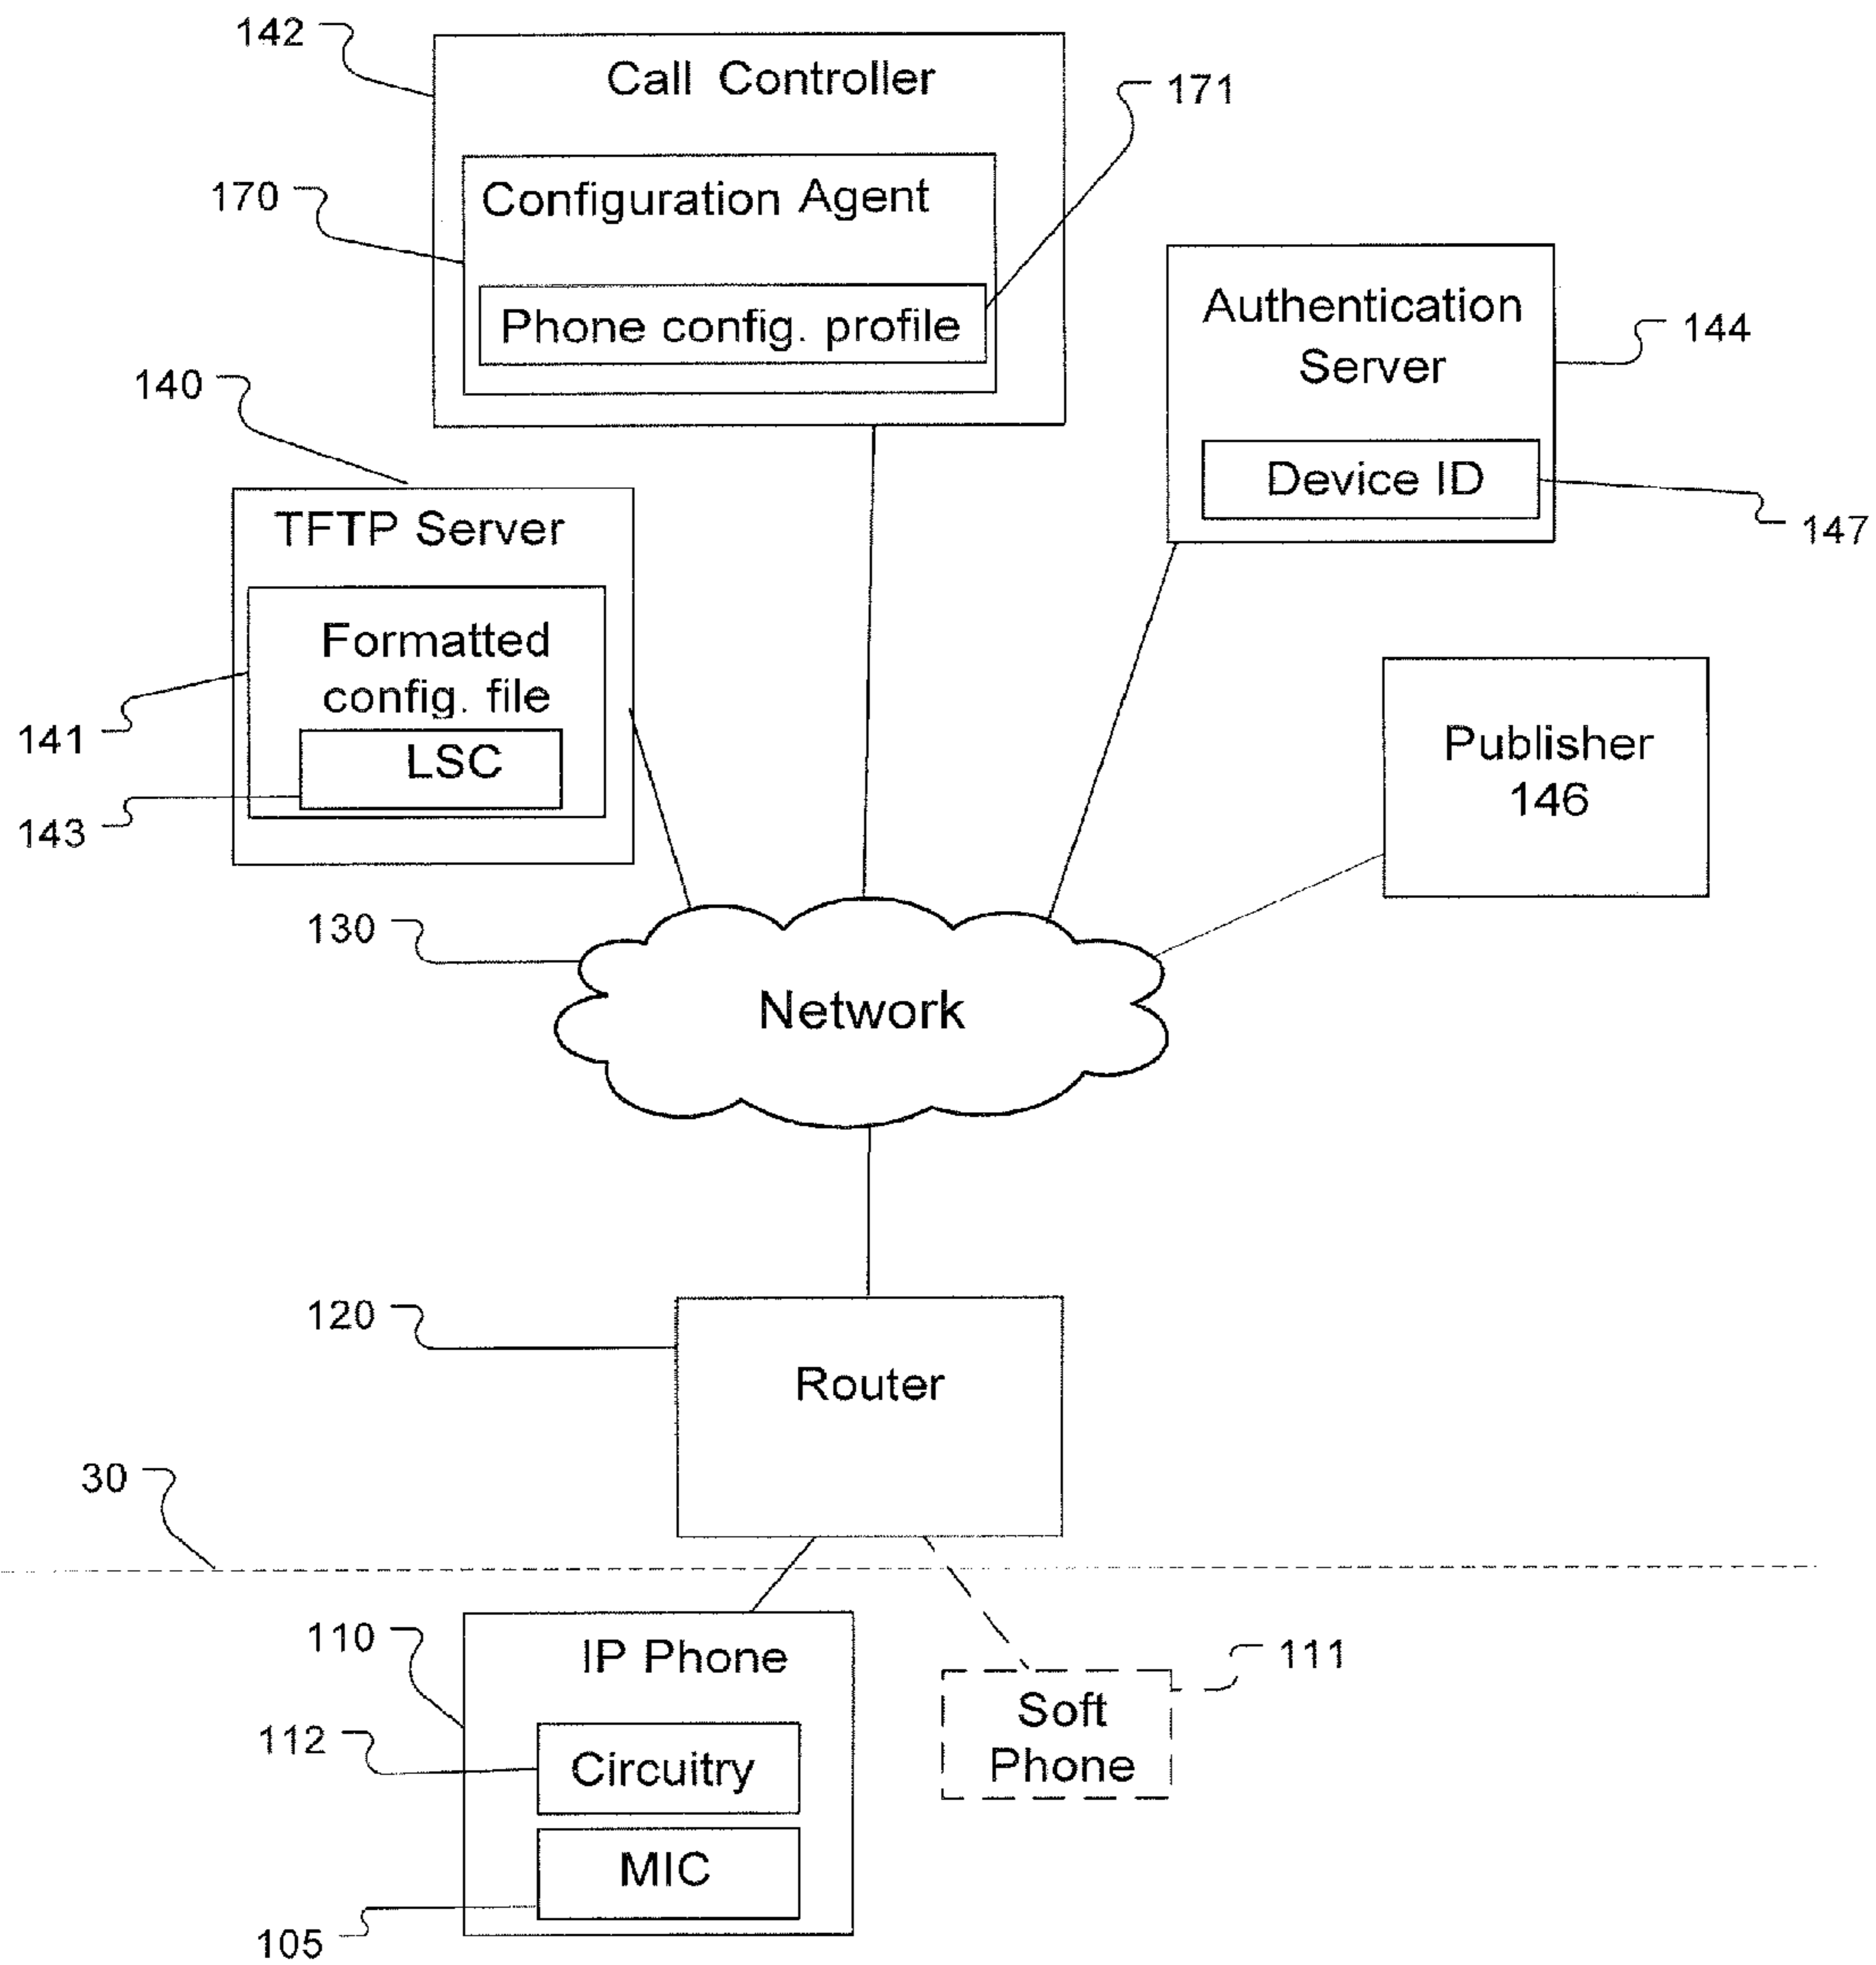 142
Call Controller
171
170
Configuration Agent
Phone config. profile
Authentication
Server
144
140
Device ID
147
TFTP Server
Formatted
config. file
141
LSC
143
Publisher
146
130
Network
120
Router
30
110
IP Phone
111
Soft
Phone
112
Circuitry
MIC
105